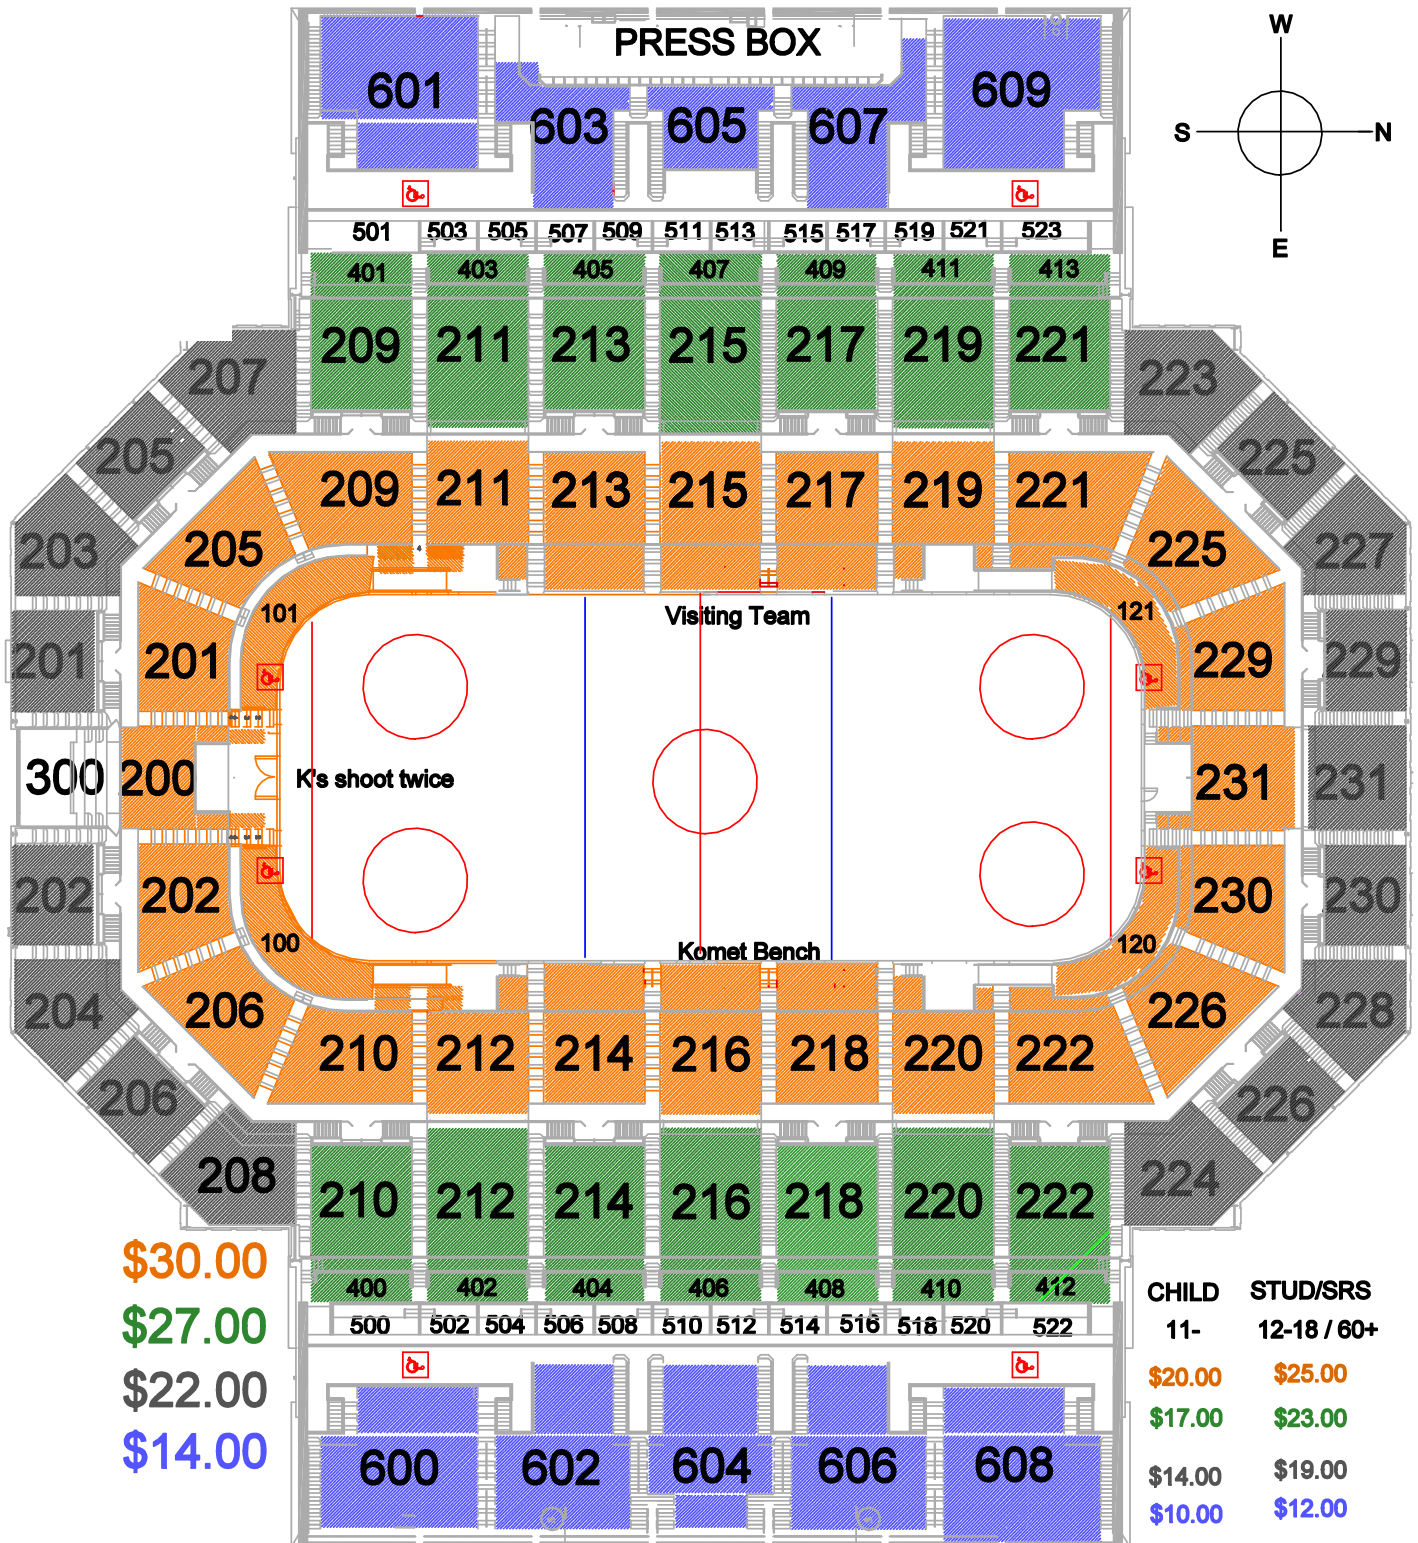 PRESS BOX
W
S N
E
601 603 605 607 609
501 503 505 507 509 511 513 515 517 519 521 523
401 403 405 407 409 411 413
209 211 213 215 217 219 221
207 223
205 225
203 227
209 211 213 215 217 219 221
205 225
101 121
Visiting Team
201 201 229 229
300 200 K's shoot twice 231 231
202 202 230 230
100 120
Komet Bench
204 206 226 228
210 212 214 216 218 220 222
206 226
208 224
210 212 214 216 218 220 222
400 402 404 406 408 410 412
500 502 504 506 508 510 512 514 516 518 520 522
600 602 604 606 608
$30.00
$27.00
$22.00
$14.00
CHILD STUD/SRS
11- 12-18 / 60+
$20.00 $25.00
$17.00 $23.00
$14.00 $19.00
$10.00 $12.00